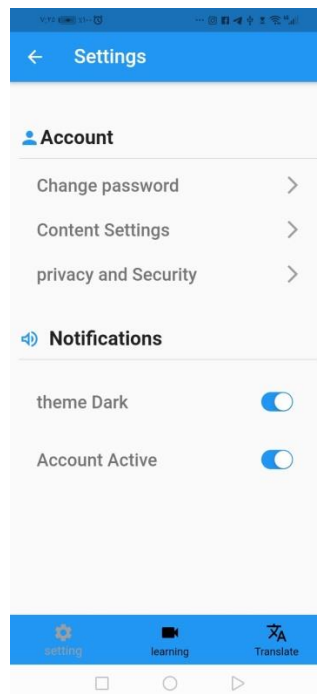 Settings
Account
Change password
Content Settings
privacy and Security
Notifications
theme Dark
Account Active
setting
learning
Translate